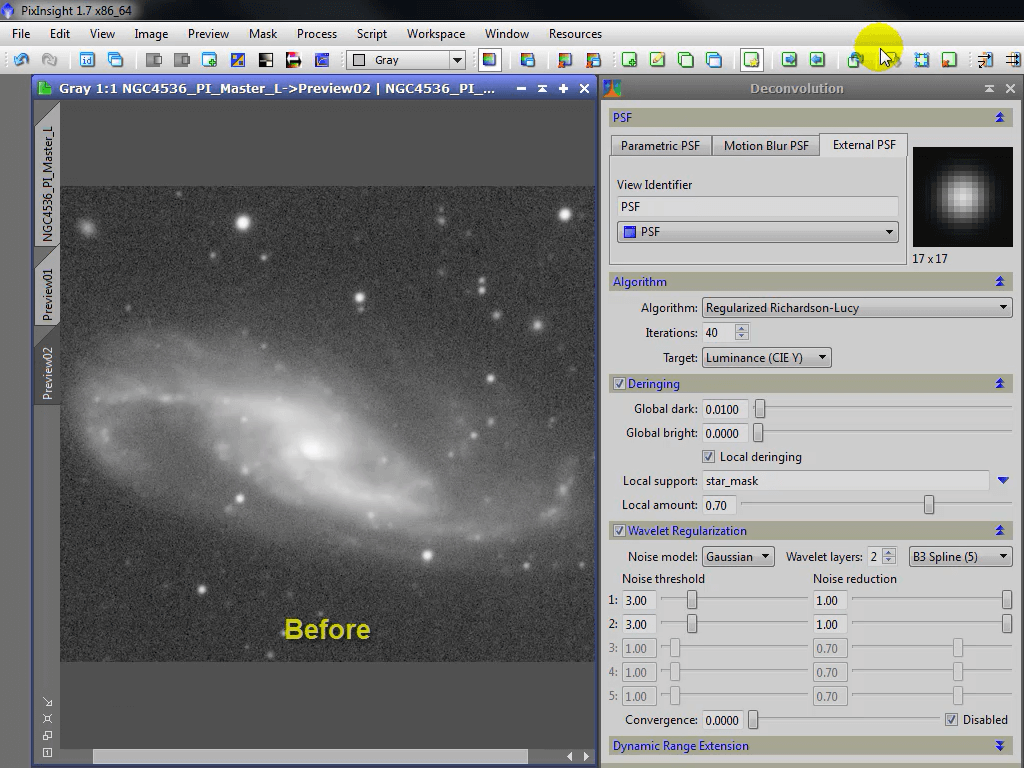 PixInsight 1.7 x86_64
File Edit View Image Preview Mask Process Script Workspace Window Resources
id Gray
Gray 1:1 NGC4536_PI_Master_L->Preview02 | NGC4536_PI_...
NGC4536_PI_Master_L
Preview01
Preview02
Before
Deconvolution
PSF
Parametric PSF Motion Blur PSF External PSF
View Identifier
PSF
PSF
17 x 17
Algorithm
Algorithm: Regularized Richardson-Lucy
Iterations: 40
Target: Luminance (CIE Y)
Deringing
Global dark: 0.0100
Global bright: 0.0000
Local deringing
Local support: star_mask
Local amount: 0.70
Wavelet Regularization
Noise model: Gaussian Wavelet layers: 2 B3 Spline (5)
Noise threshold Noise reduction
1: 3.00 1.00
2: 3.00 1.00
3: 1.00 0.70
4: 1.00 0.70
5: 1.00 0.70
Convergence: 0.0000 Disabled
Dynamic Range Extension